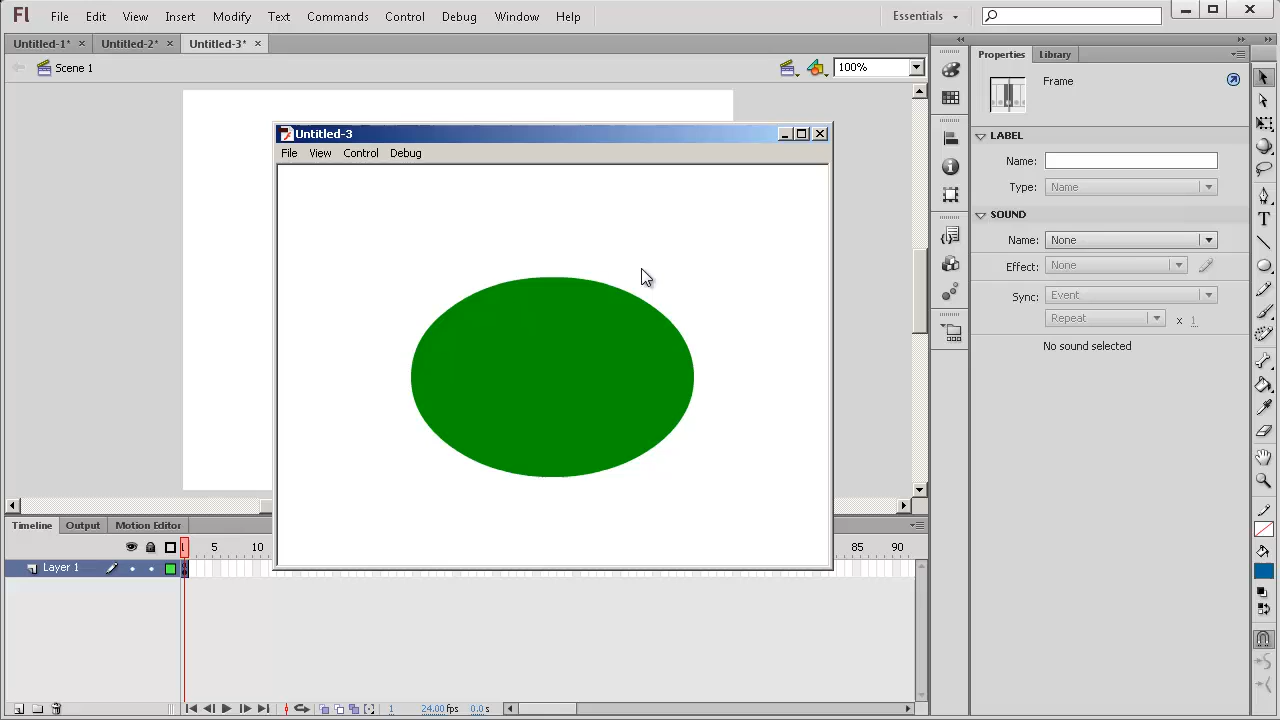 Fl File Edit View Insert Modify Text Commands Control Debug Window Help Essentials
Untitled-1* Untitled-2* Untitled-3*
Scene 1 100%
Untitled-3
File View Control Debug
Properties Library
Frame
LABEL
Name:
Type: Name
SOUND
Name: None
Effect: None
Sync: Event
Repeat x 1
No sound selected
Timeline Output Motion Editor
1 5 10 85 90
Layer 1
1 24.00fps 0.0s